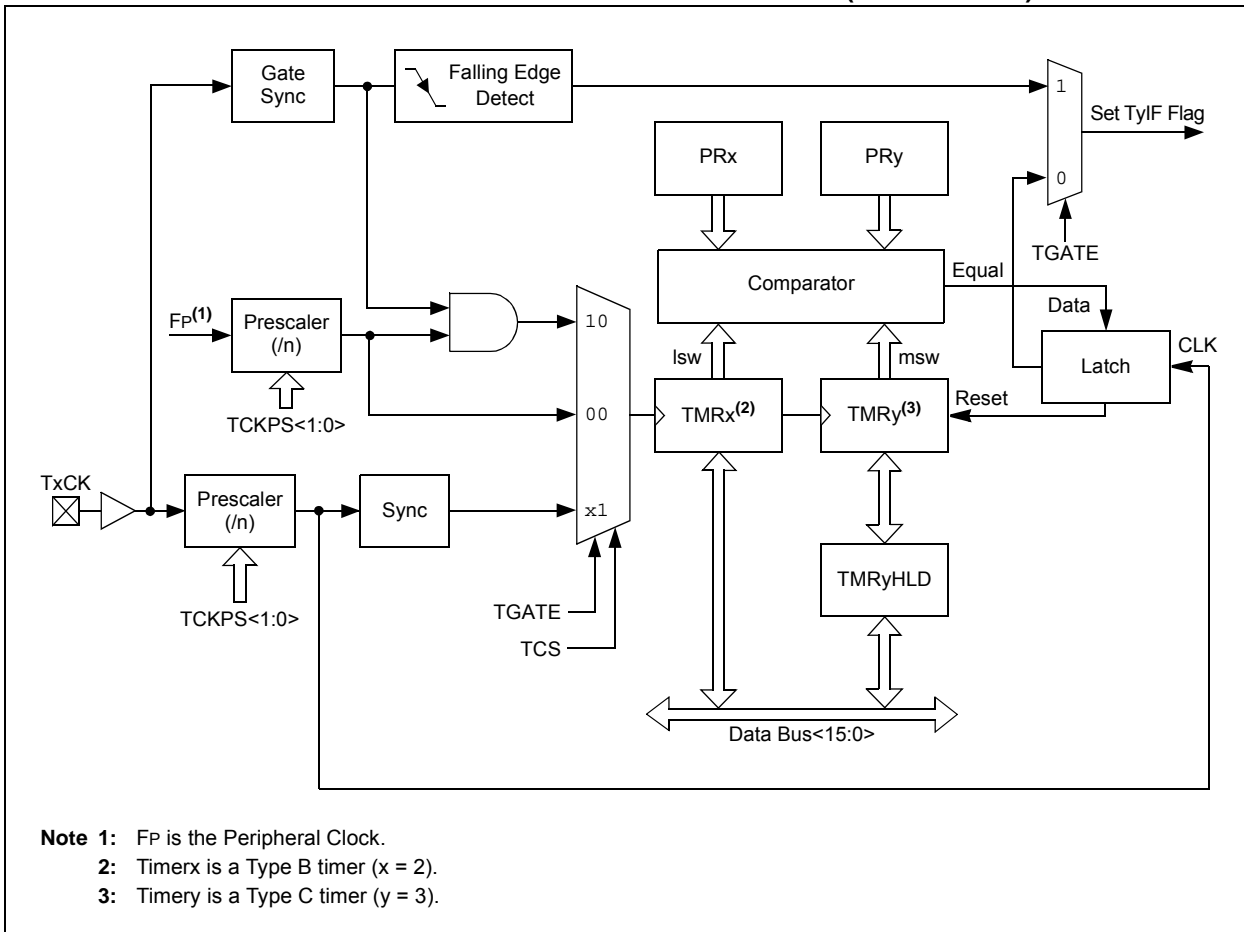 Gate
Sync
Falling Edge
Detect
1
Set TyIF Flag
PRx
PRy
0
TGATE
Comparator
Equal
Data
FP(1)
Prescaler
(/n)
10
lsw
msw
Latch
CLK
TCKPS<1:0>
00
TMRx(2)
TMRy(3)
Reset
TxCK
Prescaler
(/n)
Sync
x1
TMRyHLD
TCKPS<1:0>
TGATE
TCS
Data Bus<15:0>
Note 1: FP is the Peripheral Clock.
2: Timerx is a Type B timer (x = 2).
3: Timery is a Type C timer (y = 3).